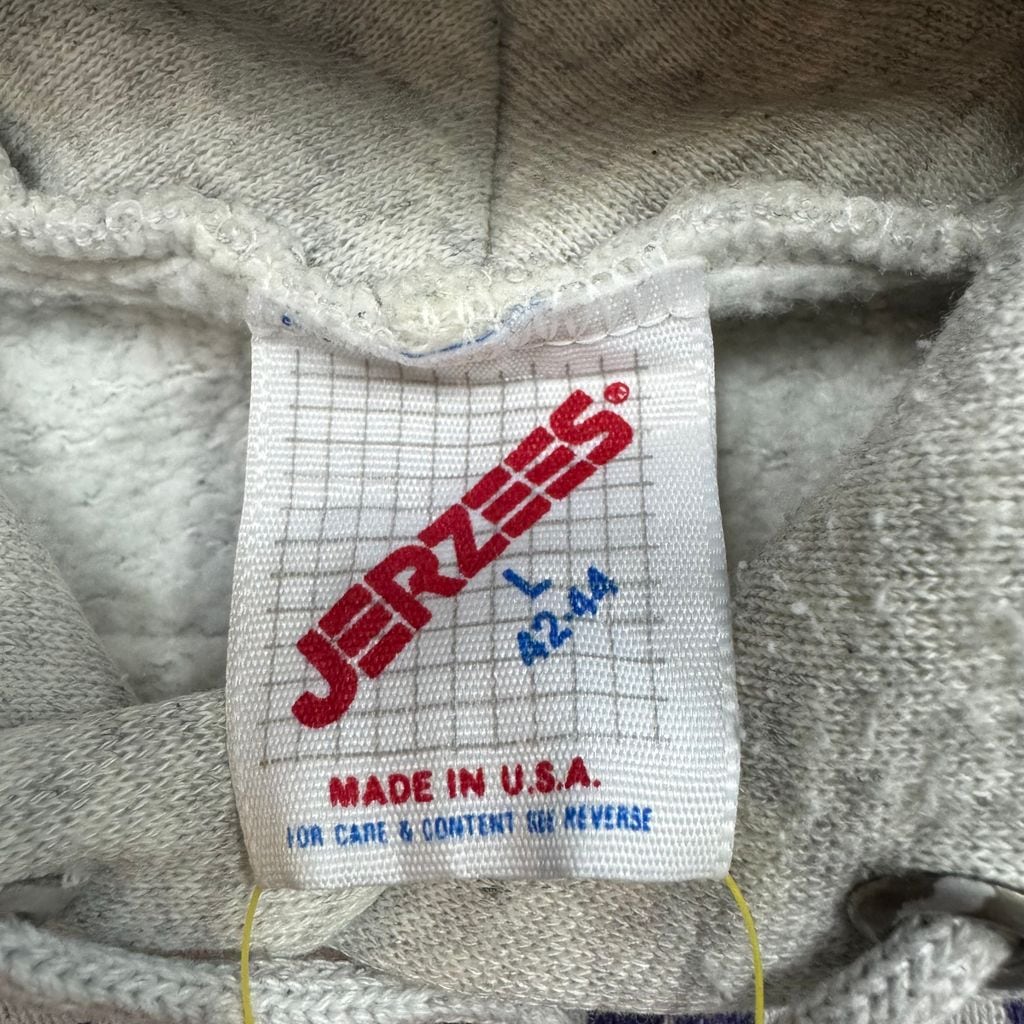 JERZEES®
L
42-44
MADE IN U.S.A.
FOR CARE & CONTENT SEE REVERSE